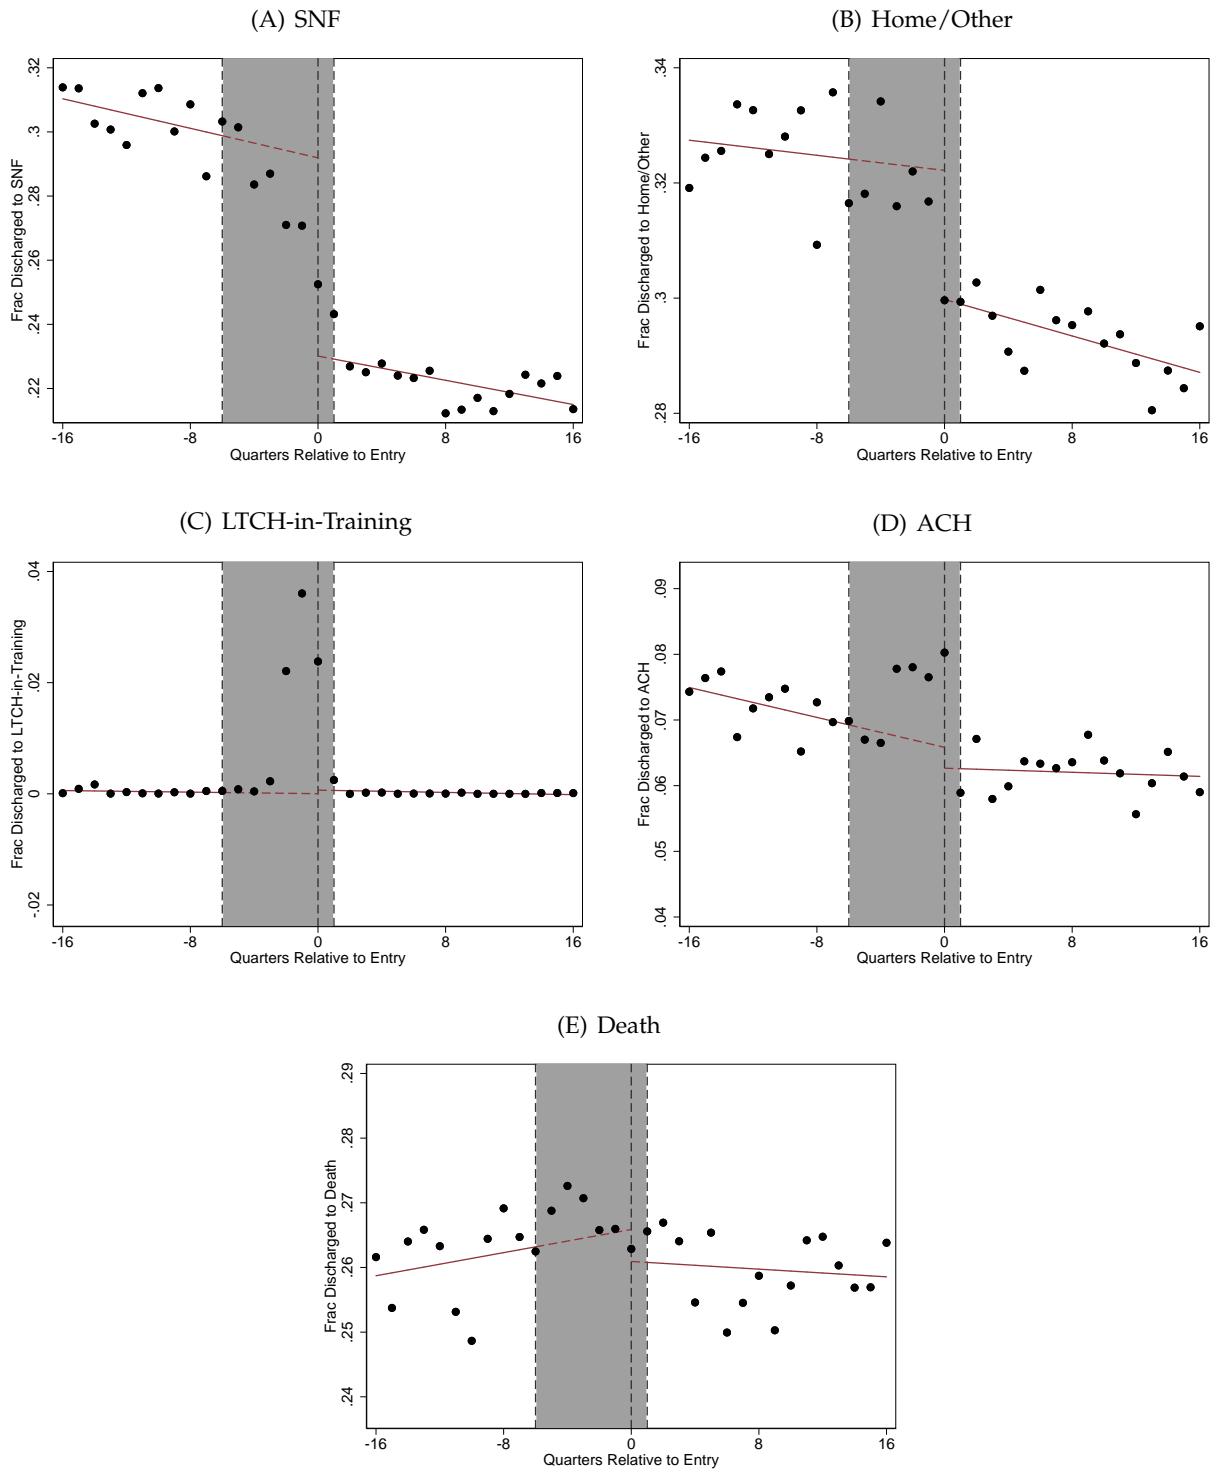 (A) SNF
Frac Discharged to SNF
.32
.3
.28
.26
.24
.22
-16 -8 0 8 16
Quarters Relative to Entry
(B) Home/Other
Frac Discharged to Home/Other
.34
.32
.3
.28
-16 -8 0 8 16
Quarters Relative to Entry
(C) LTCH-in-Training
Frac Discharged to LTCH-in-Training
.04
.02
0
-.02
-16 -8 0 8 16
Quarters Relative to Entry
(D) ACH
Frac Discharged to ACH
.09
.08
.07
.06
.05
.04
-16 -8 0 8 16
Quarters Relative to Entry
(E) Death
Frac Discharged to Death
.29
.28
.27
.26
.25
.24
-16 -8 0 8 16
Quarters Relative to Entry